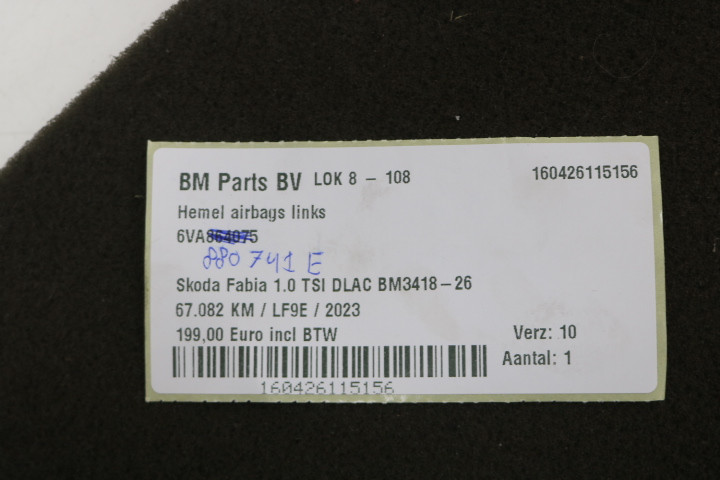 BM Parts BV LOK 8 - 108 160426115156
Hemel airbags links
6VA864075
880 741 E
Skoda Fabia 1.0 TSI DLAC BM3418-26
67.082 KM / LF9E / 2023
199,00 Euro incl BTW Verz: 10
Aantal: 1
160426115156